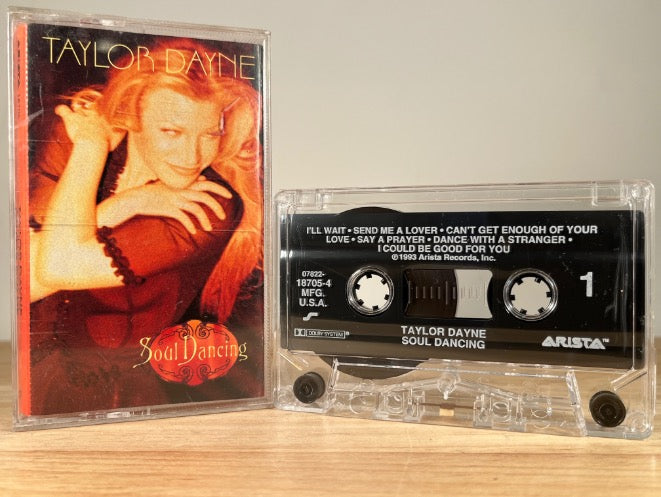 TAYLOR DAYNE
Soul Dancing
ARISTA
I'LL WAIT • SEND ME A LOVER • CAN'T GET ENOUGH OF YOUR
LOVE • SAY A PRAYER • DANCE WITH A STRANGER •
I COULD BE GOOD FOR YOU
©1993 Arista Records, Inc.
07822-
18705-4
MFG.
U.S.A.
1
DOLBY SYSTEM
TAYLOR DAYNE
SOUL DANCING
ARISTA™